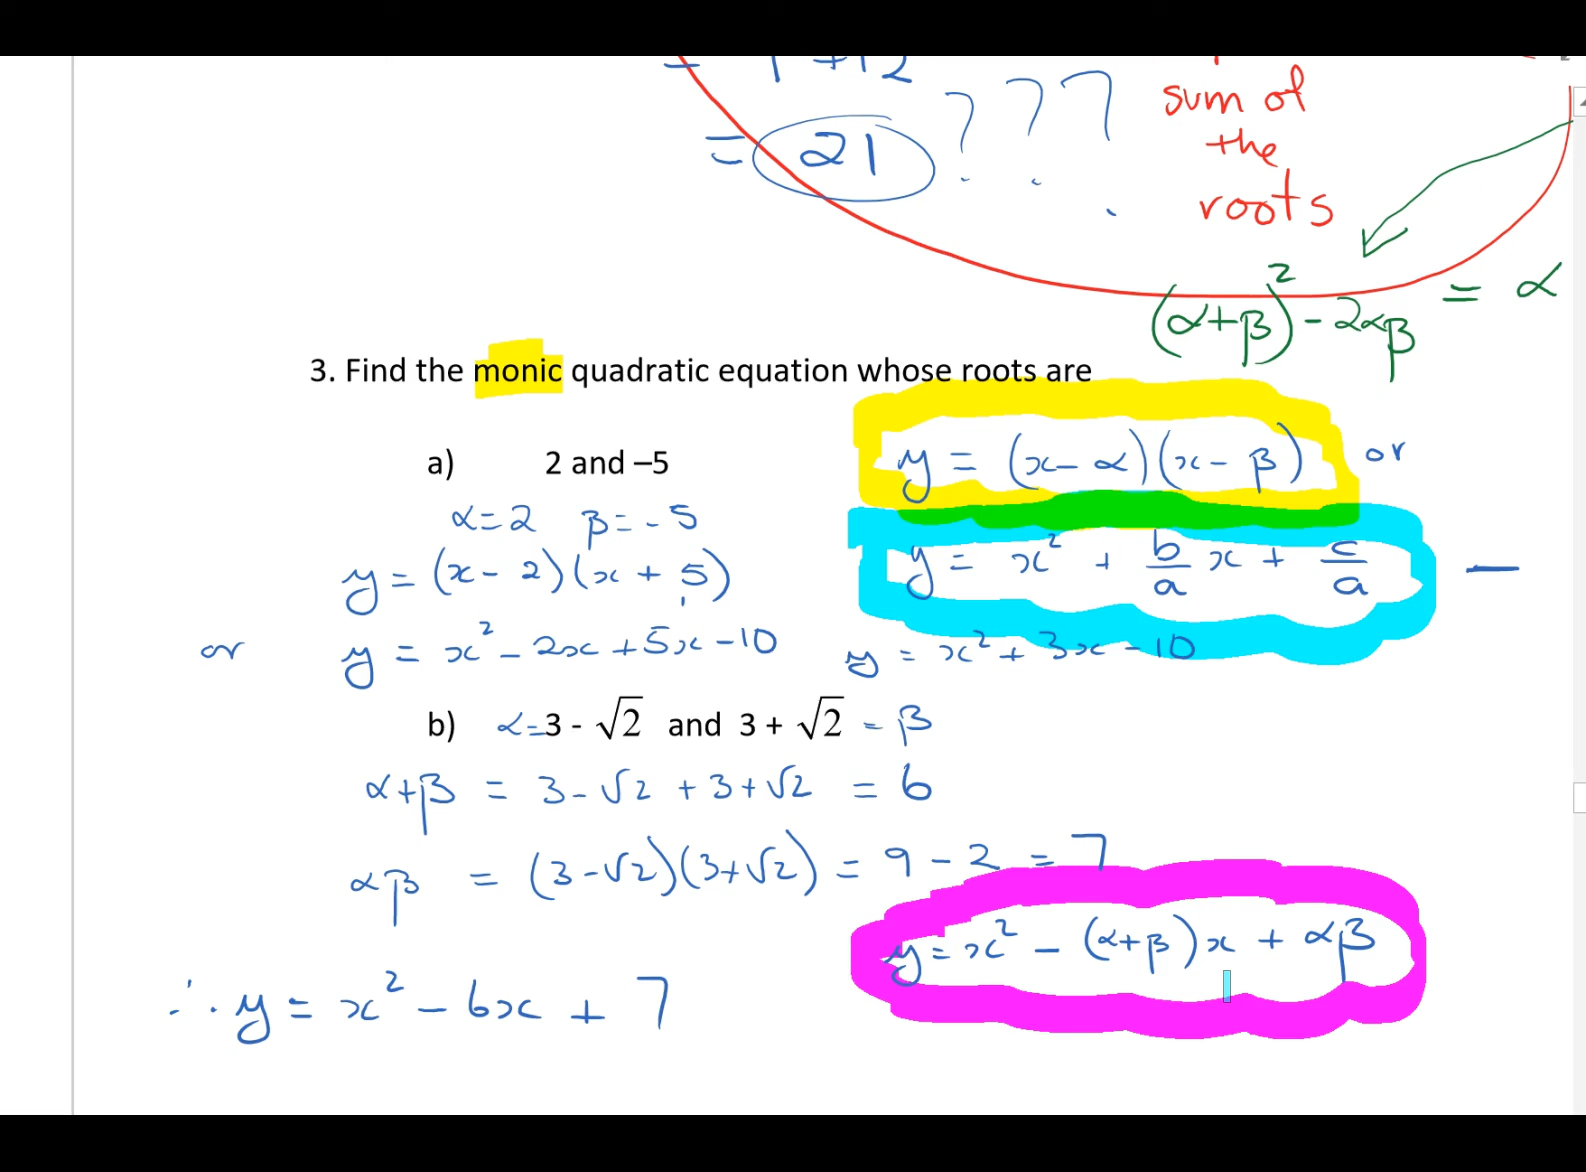 +12
= 21 ? ? ?
sum of
the
roots
(α+β)² - 2αβ = α
3. Find the monic quadratic equation whose roots are
a) 2 and –5
y = (x - α)(x - β) or
α = 2 β = -5
y = x² + b/a x + c/a —
y = (x - 2)(x + 5)
or y = x² - 2x + 5x - 10 y = x² + 3x - 10
b) α = 3 - √2 and 3 + √2 = β
α+β = 3 - √2 + 3 + √2 = 6
αβ = (3 - √2)(3 + √2) = 9 - 2 = 7
y = x² - (α+β)x + αβ
∴ y = x² - 6x + 7